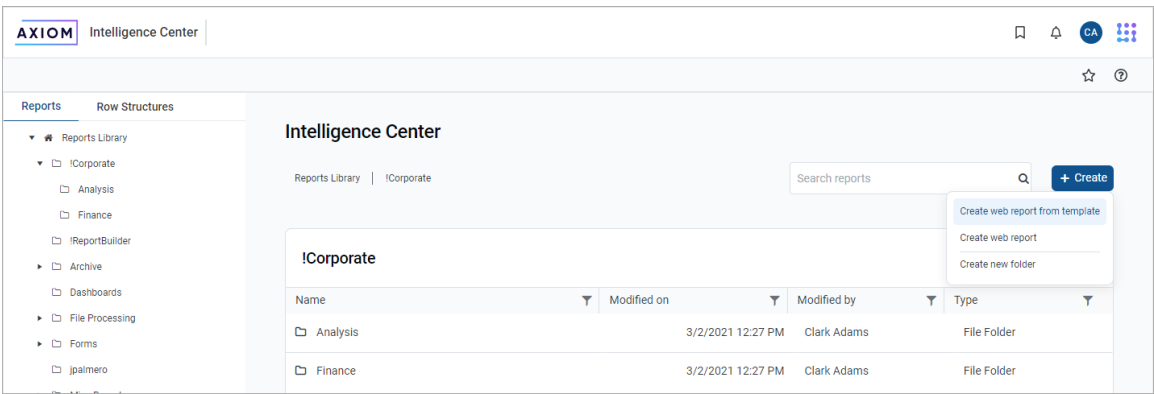 AXIOM Intelligence Center
CA
Reports Row Structures
Reports Library
!Corporate
Analysis
Finance
!ReportBuilder
Archive
Dashboards
File Processing
Forms
jpalmero
Intelligence Center
Reports Library | !Corporate
Search reports
+ Create
Create web report from template
Create web report
Create new folder
!Corporate
Name Modified on Modified by Type
Analysis 3/2/2021 12:27 PM Clark Adams File Folder
Finance 3/2/2021 12:27 PM Clark Adams File Folder